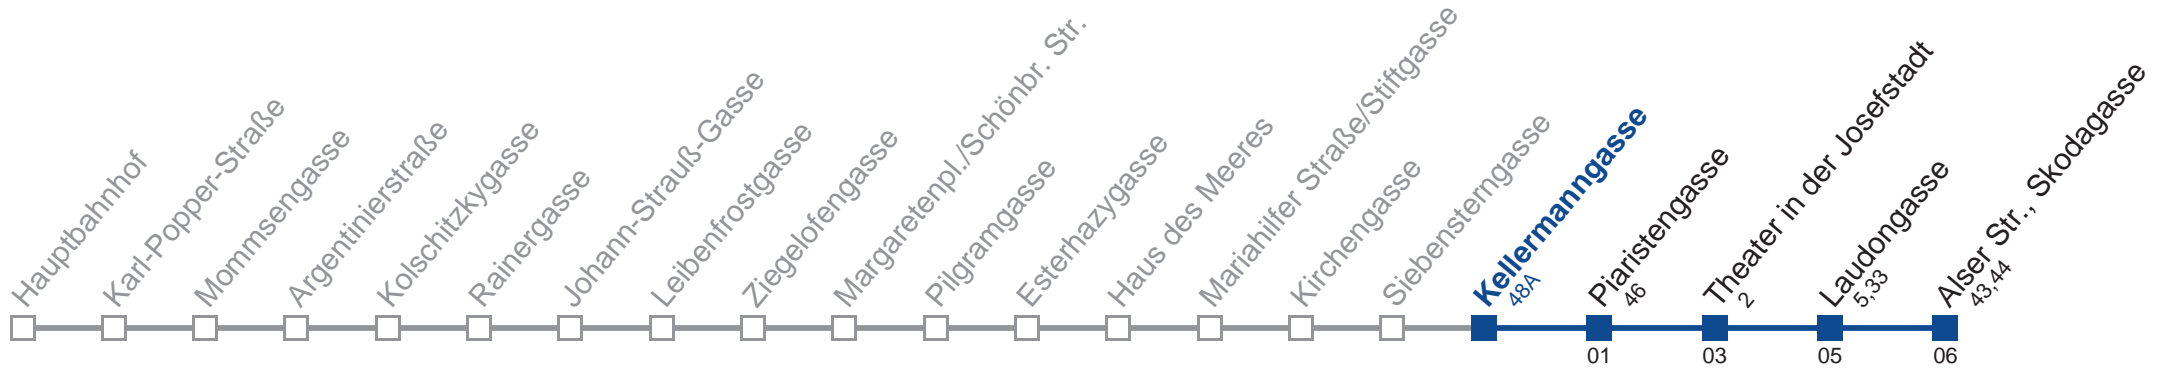 Hauptbahnhof
Karl-Popper-Straße
Mommsengasse
Argentinierstraße
Kolschitzkygasse
Rainergasse
Johann-Strauß-Gasse
Leibenfrostgasse
Ziegelofengasse
Margaretenpl./Schönbr. Str.
Pilgramgasse
Esterhazygasse
Haus des Meeres
Mariahilfer Straße/Stiftgasse
Kirchengasse
Siebensterngasse
Kellermanngasse
48A
Piaristengasse
46
Theater in der Josefstadt
2
Laudongasse
5,33
Alser Str., Skodagasse
43,44
01
03
05
06